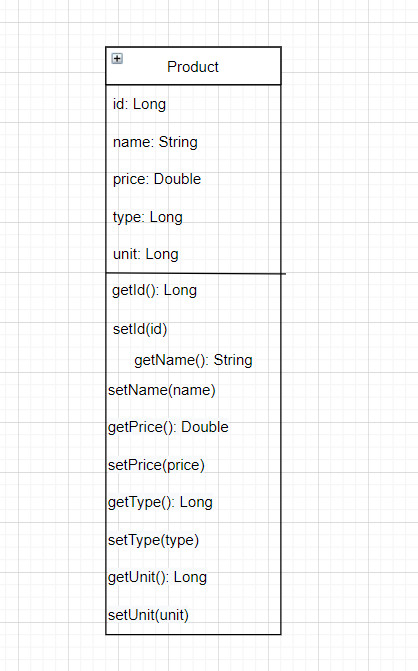 Product
id: Long
name: String
price: Double
type: Long
unit: Long
getId(): Long
setId(id)
getName(): String
setName(name)
getPrice(): Double
setPrice(price)
getType(): Long
setType(type)
getUnit(): Long
setUnit(unit)